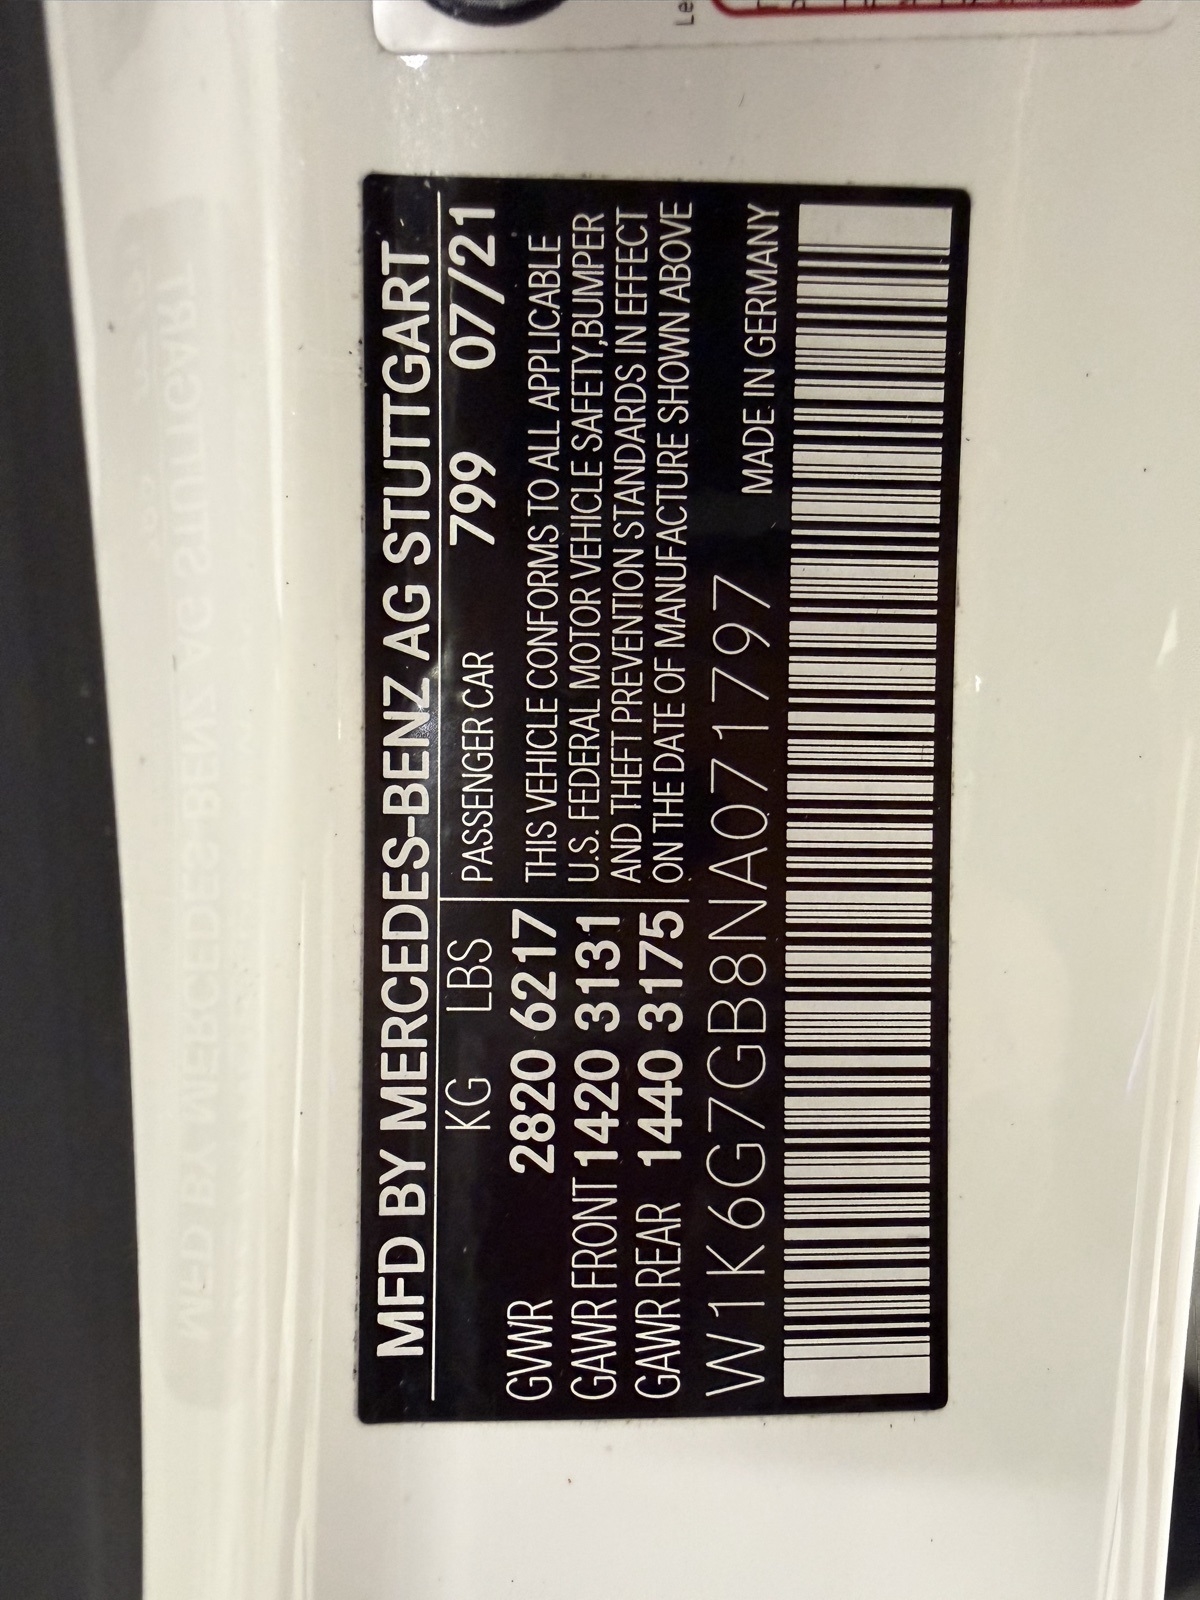 MFD BY MERCEDES-BENZ AG STUTTGART
KG LBS
GVWR 2820 6217
GAWR FRONT 1420 3131
GAWR REAR 1440 3175
PASSENGER CAR 799 07/21
THIS VEHICLE CONFORMS TO ALL APPLICABLE
U.S. FEDERAL MOTOR VEHICLE SAFETY,BUMPER
AND THEFT PREVENTION STANDARDS IN EFFECT
ON THE DATE OF MANUFACTURE SHOWN ABOVE
W1K6G7GB8NA071797
MADE IN GERMANY
Le